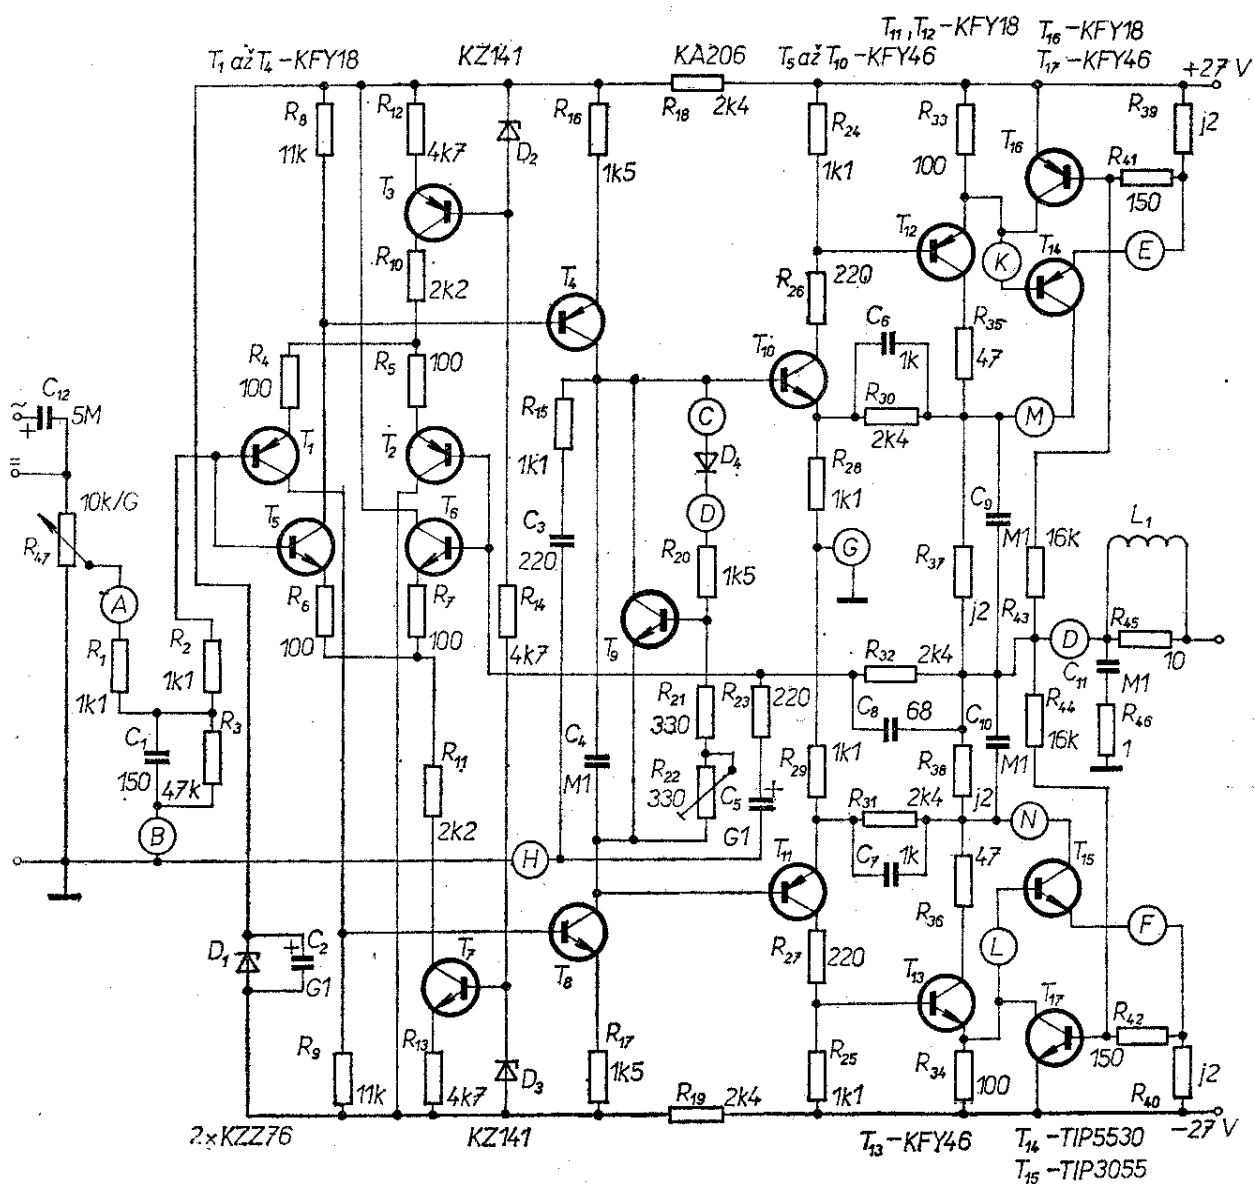 T11, T12-KFY18
T16-KFY18
T1 až T4-KFY18
KZ141
KA206
T5 až T10-KFY46
T17-KFY46
+27 V
R8
11k
R12
4k7
D2
R16
1k5
R18
2k4
R24
1k1
R33
100
T16
R41
150
R39
j2
T3
R10
2k2
T4
T12
K
T14
E
R26
220
C6
1k
R35
47
T10
R4
100
R5
100
C12
5M
~
+
=
R15
1k1
C
D4
D
R30
2k4
M
T1
T2
R28
1k1
C9
M1
10k/G
R47
T5
T6
C3
220
R20
1k5
G
R37
j2
16k
R43
L1
A
R6
100
R7
100
R14
4k7
T9
R1
1k1
R2
1k1
R32
2k4
D
R45
10
C11
M1
R3
47k
C1
150
R21
330
R23
220
C8
68
C10
M1
R44
16k
R46
1
R11
2k2
C4
M1
R22
330
C5
+
G1
R29
1k1
R38
j2
R31
2k4
N
B
H
T11
C7
1k
47
R36
T15
D1
+
C2
G1
T7
T8
R27
220
T13
L
F
T17
R42
150
R9
11k
R13
4k7
D3
R17
1k5
R19
2k4
R25
1k1
R34
100
R40
j2
2×KZZ76
KZ141
T13-KFY46
T14-TIP5530
T15-TIP3055
-27 V